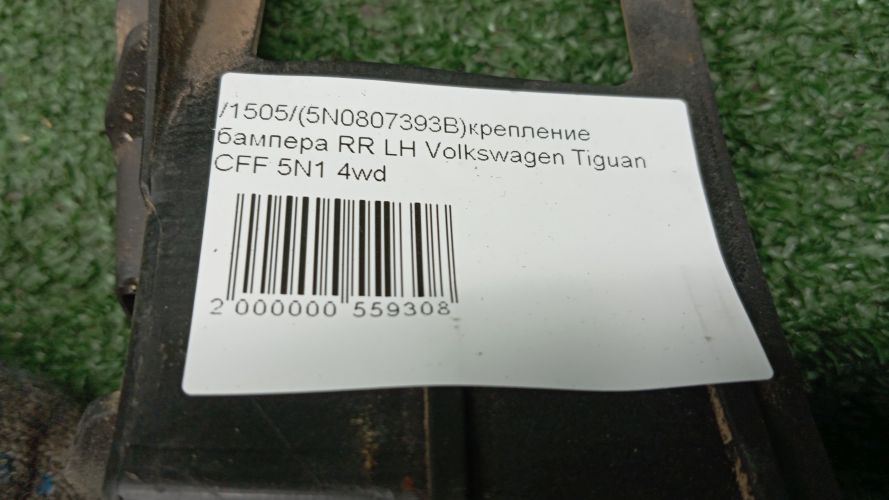 /1505/(5N0807393B)крепление
бампера RR LH Volkswagen Tiguan
CFF 5N1 4wd
2 000000 559308